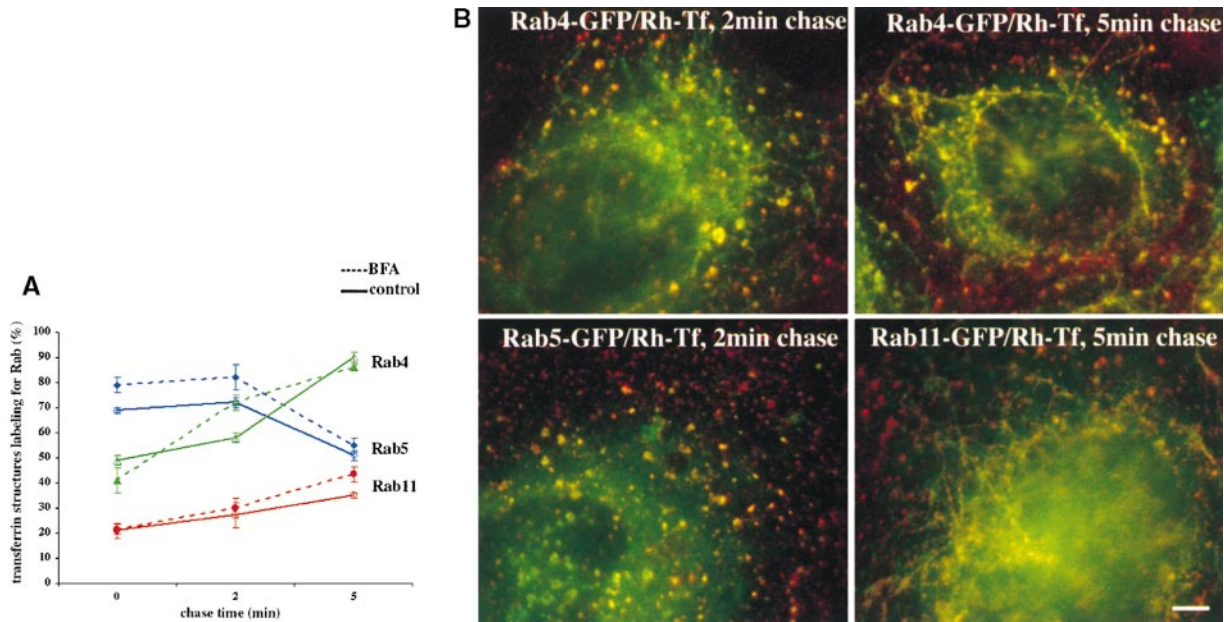 A
BFA
control
transferrin structures labeling for Rab (%)
100
90
80
70
60
50
40
30
20
10
0
Rab4
Rab5
Rab11
0 2 5
chase time (min)
B
Rab4-GFP/Rh-Tf, 2min chase
Rab4-GFP/Rh-Tf, 5min chase
Rab5-GFP/Rh-Tf, 2min chase
Rab11-GFP/Rh-Tf, 5min chase